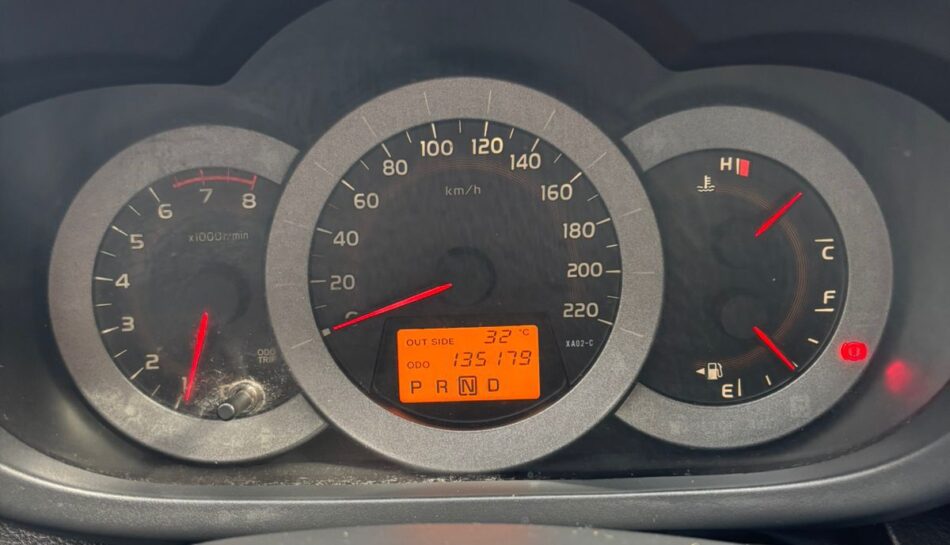 1
2
3
4
5
6
7
8
x1000r/min
ODO
TRIP
0
20
40
60
80
100
120
140
160
180
200
220
km/h
OUT SIDE 32 °C
ODO 135179
P R N D
XA02-C
H
C
F
E